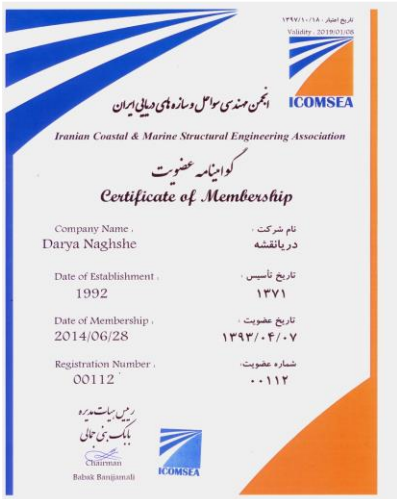 تاریخ اعتبار : ۱۳۹۷/۱۰/۱۸
Validity : 2019/01/08
ICOMSEA
انجمن مهندسی سواحل و سازه های دریایی ایران
Iranian Coastal & Marine Structural Engineering Association
گواهینامه عضویت
Certificate of Membership
Company Name :
نام شرکت :
Darya Naghshe
دریانقشه
Date of Establishment :
تاریخ تأسیس :
1992
۱۳۷۱
Date of Membership :
تاریخ عضویت :
2014/06/28
۱۳۹۳/۰۴/۰۷
Registration Number :
شماره عضویت:
00112
۰۰۱۱۲
رییس هیات مدیره
بابک بنی جمالی
Chairman
Babak Banijamali
ICOMSEA